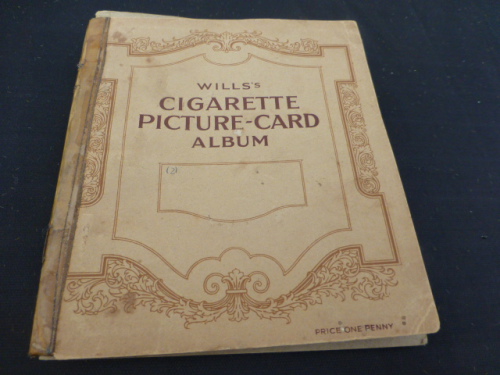 WILLS'S
CIGARETTE
PICTURE-CARD
ALBUM
PRICE ONE PENNY